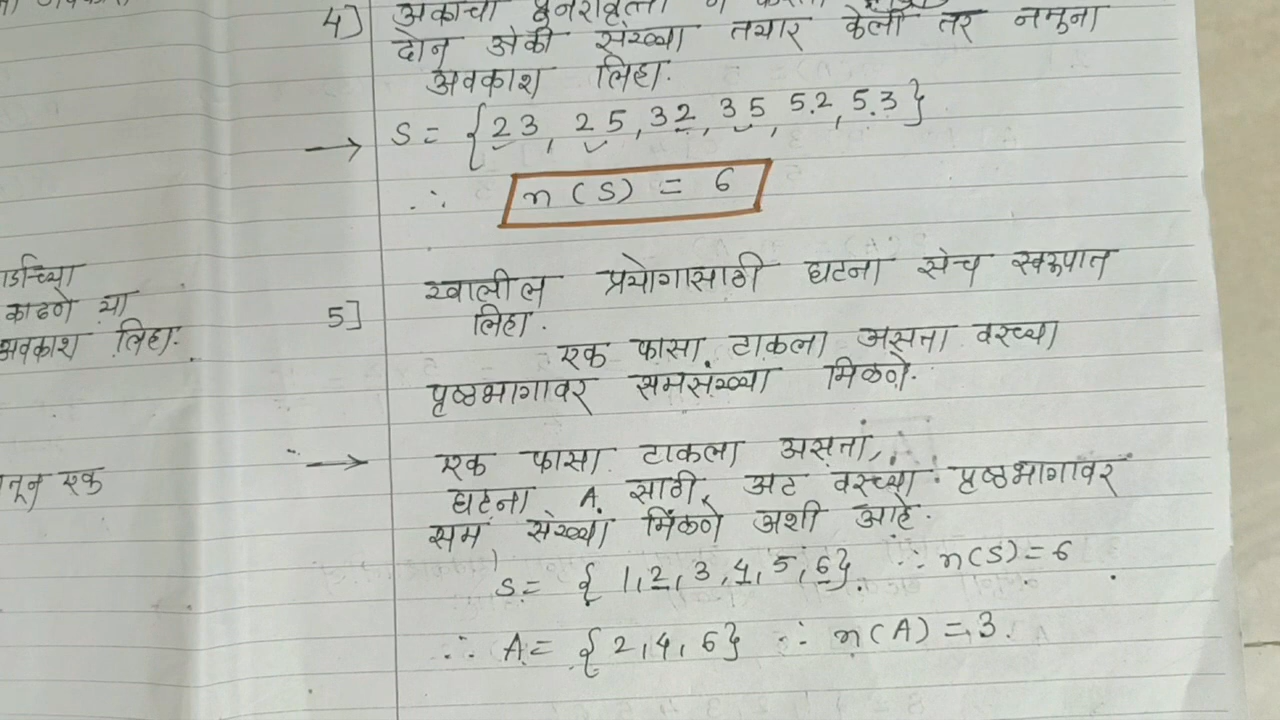 4] अंकाचा पुनरावृत्ती न करता
दोन अंकी संख्या तयार केली तर नमुना
अवकाश लिहा.
→ S = {23, 25, 32, 35, 52, 53}
∴ n(S) = 6
र्डाच्या
काढणे या
अवकाश लिहा.
5] खालील प्रयोगासाठी घटना संच स्वरूपात
लिहा.
एक फासा टाकला असता वरच्या
पृष्ठभागावर समसंख्या मिळणे.
→ एक फासा टाकला असता,
नून एक
घटना A साठी, अट वरच्या पृष्ठभागावर
सम संख्या मिळणे अशी आहे.
S = {1, 2, 3, 4, 5, 6} ∴ n(S) = 6
∴ A = {2, 4, 6} ∴ n(A) = 3.